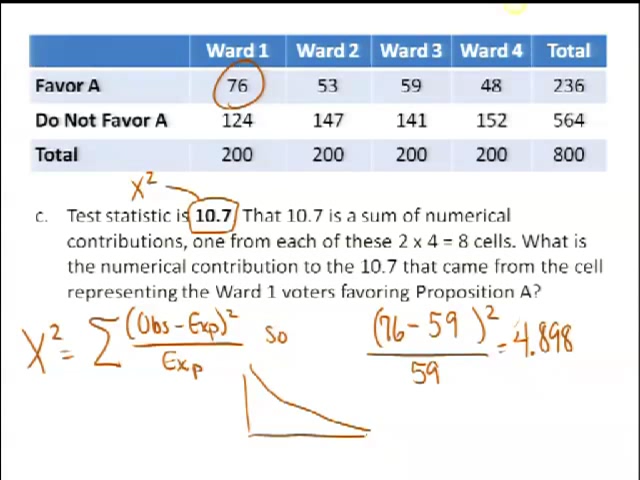 Ward 1 Ward 2 Ward 3 Ward 4 Total
Favor A 76 53 59 48 236
Do Not Favor A 124 147 141 152 564
Total 200 200 200 200 800
X²
c. Test statistic is 10.7 That 10.7 is a sum of numerical
contributions, one from each of these 2 x 4 = 8 cells. What is
the numerical contribution to the 10.7 that came from the cell
representing the Ward 1 voters favoring Proposition A?
X² = ∑ (Obs - Exp)² / Exp so (76 - 59)² / 59 = 4.898